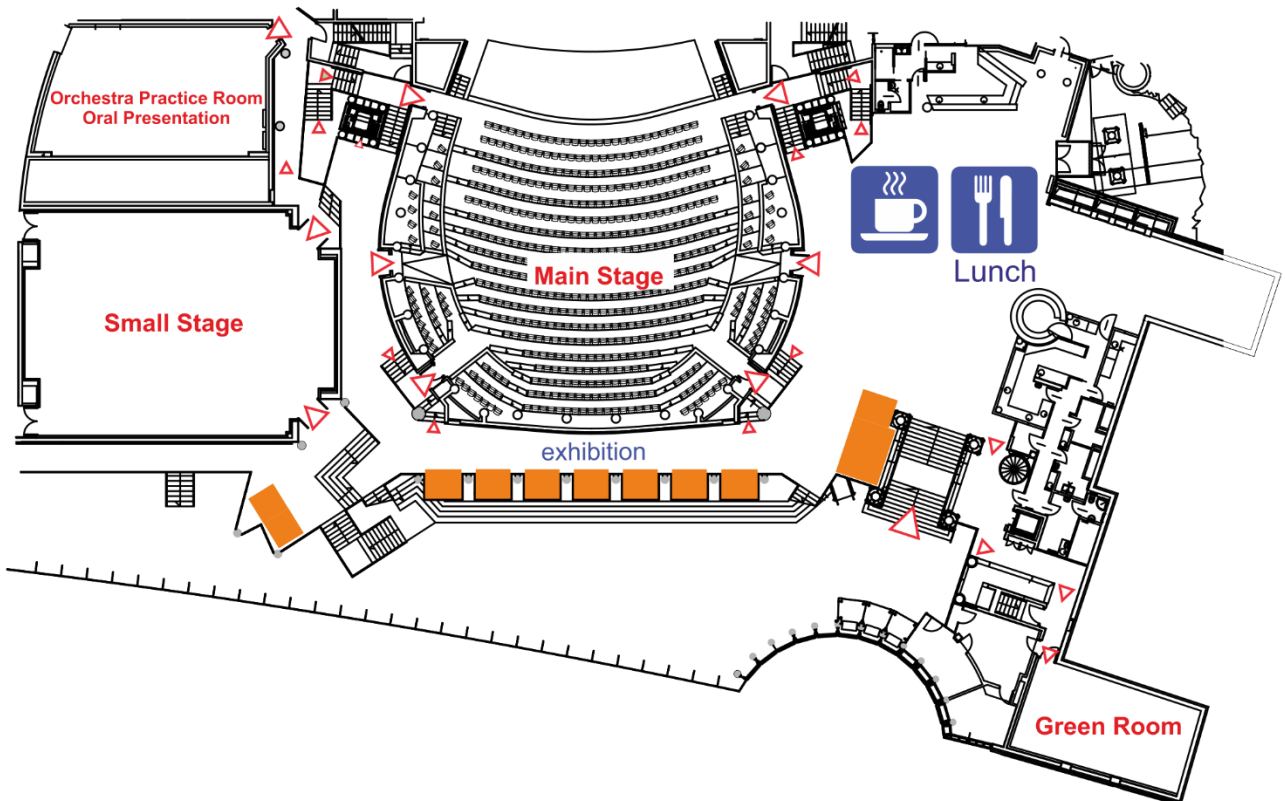 Orchestra Practice Room
Oral Presentation
Main Stage
Lunch
Small Stage
exhibition
Green Room